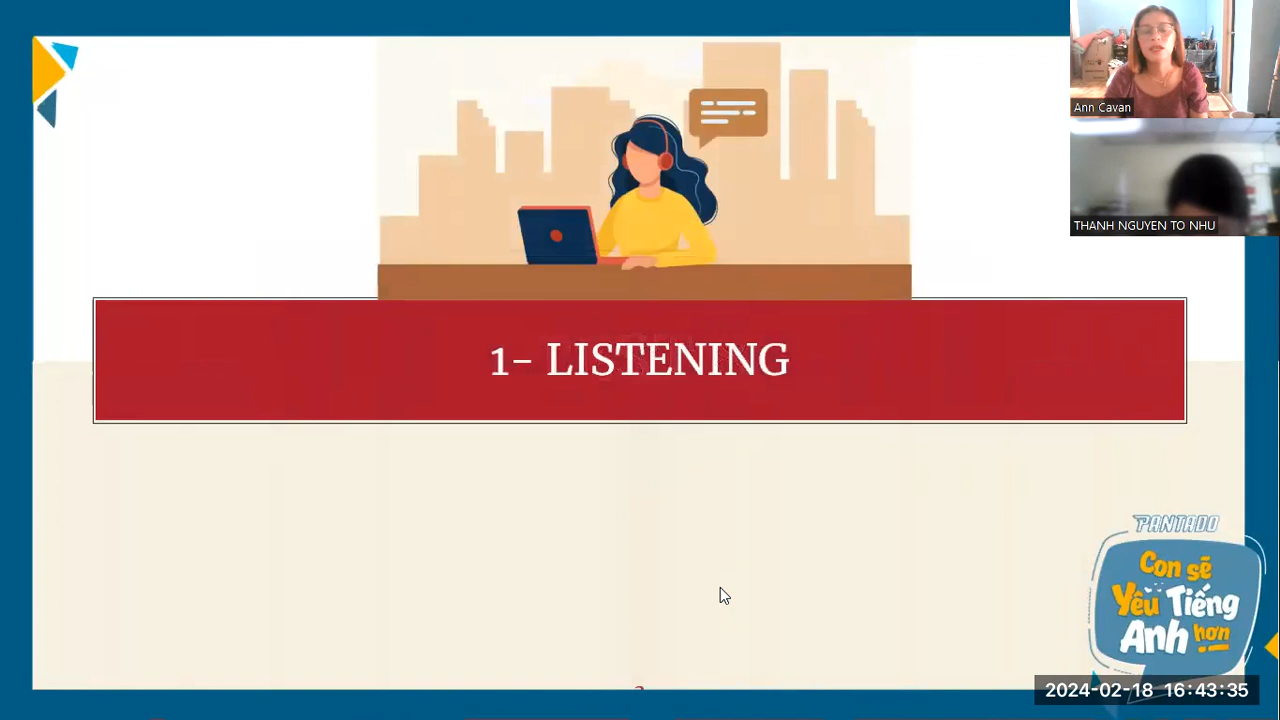 Ann Cavan
THANH NGUYEN TO NHU
1- LISTENING
PANTADO
Con sẽ
Yêu Tiếng
Anh hơn
2024-02-18 16:43:35